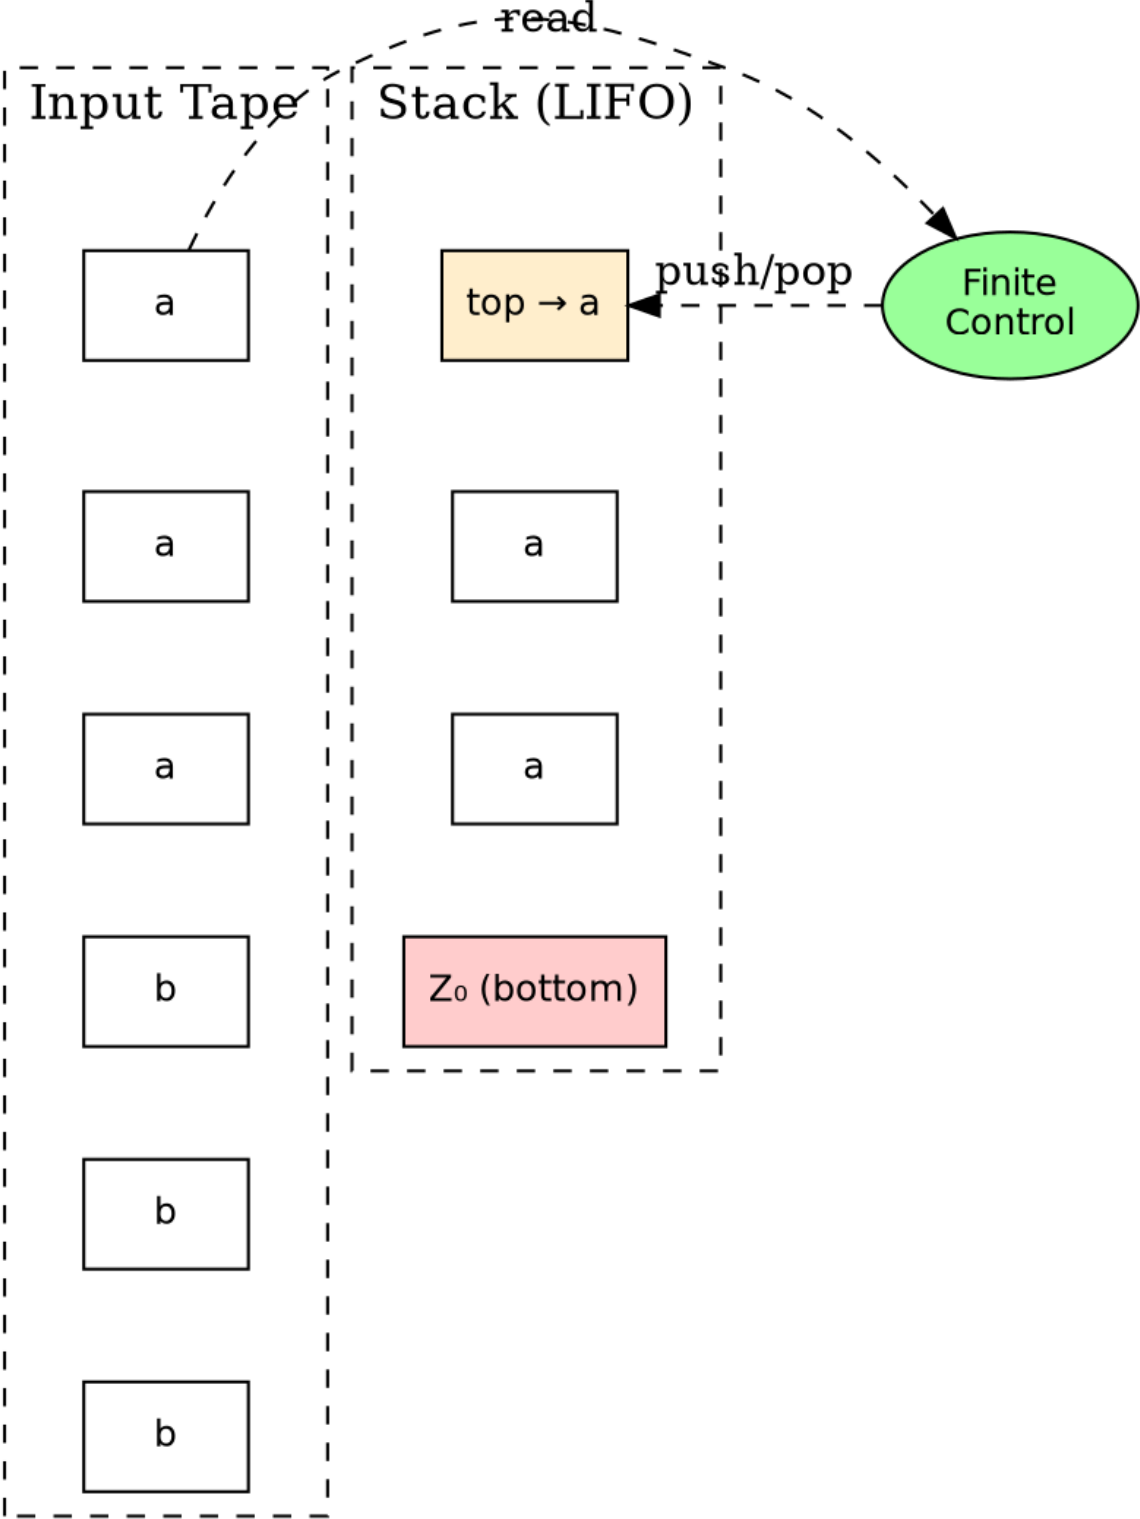 read
Input Tape
Stack (LIFO)
a
top → a
push/pop
Finite
Control
a
a
a
a
b
Z₀ (bottom)
b
b